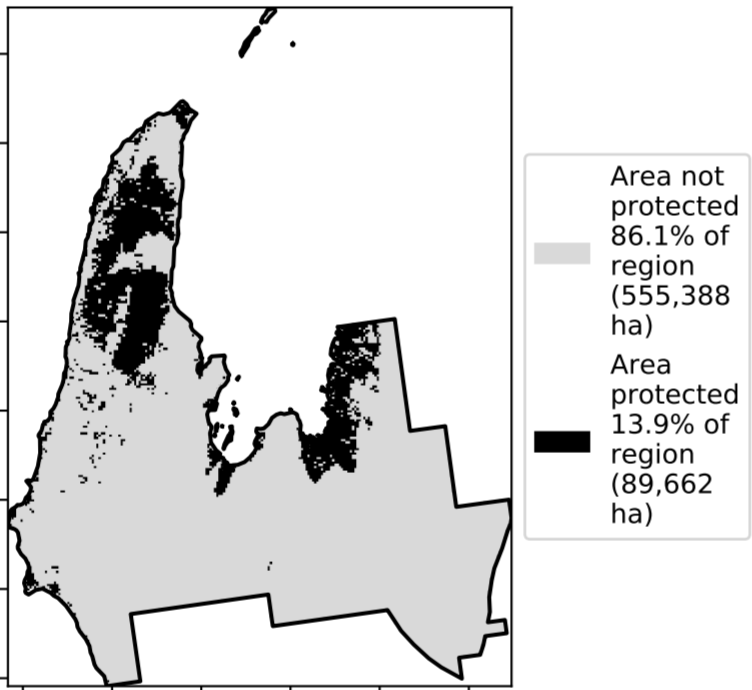 Area not
protected
86.1% of
region
(555,388
ha)
Area
protected
13.9% of
region
(89,662
ha)